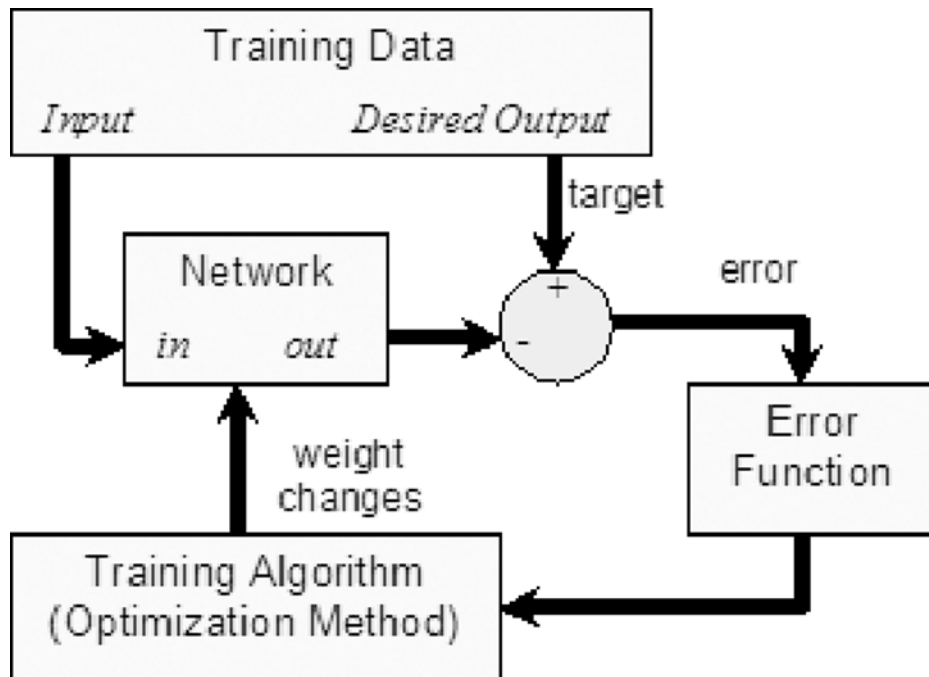 Training Data
Input Desired Output
target
Network
in out
+
-
error
Error
Function
weight
changes
Training Algorithm
(Optimization Method)